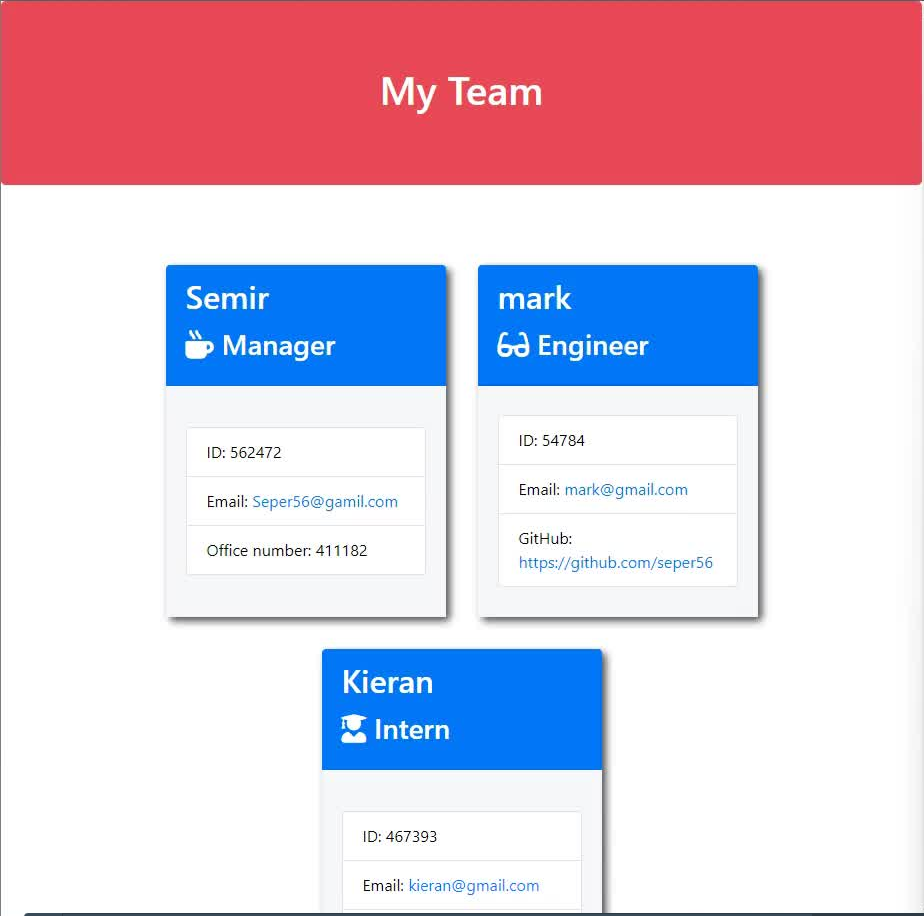 My Team
Semir
Manager
ID: 562472
Email: Seper56@gamil.com
Office number: 411182
mark
Engineer
ID: 54784
Email: mark@gmail.com
GitHub:
https://github.com/seper56
Kieran
Intern
ID: 467393
Email: kieran@gmail.com